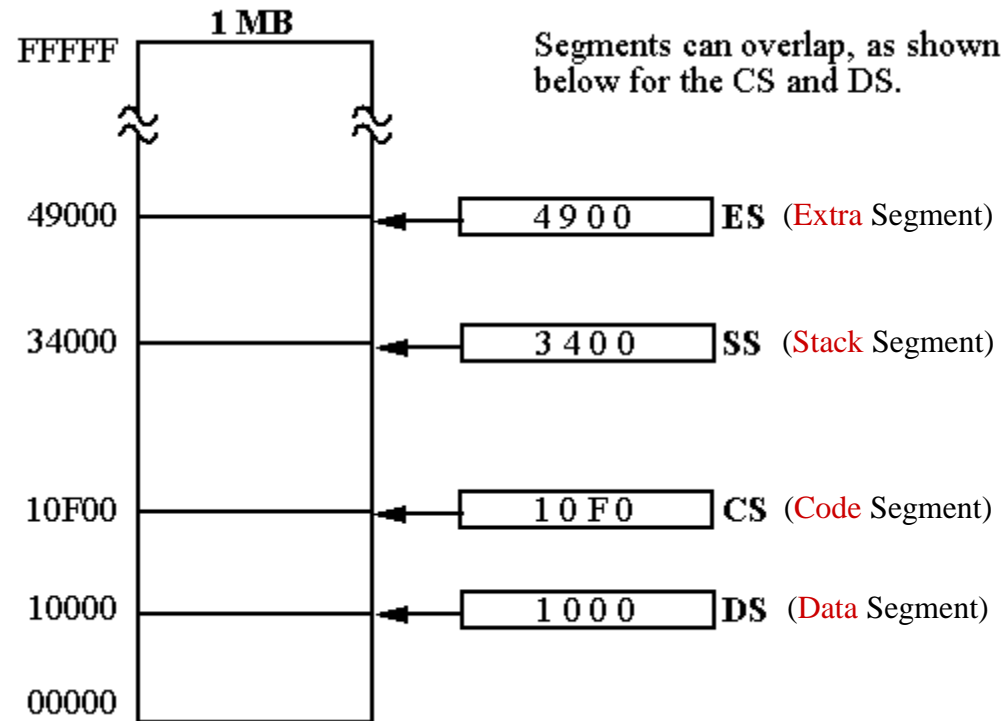 1 MB
FFFFF
Segments can overlap, as shown
below for the CS and DS.
49000 4900 ES (Extra Segment)
34000 3400 SS (Stack Segment)
10F00 10F0 CS (Code Segment)
10000 1000 DS (Data Segment)
00000